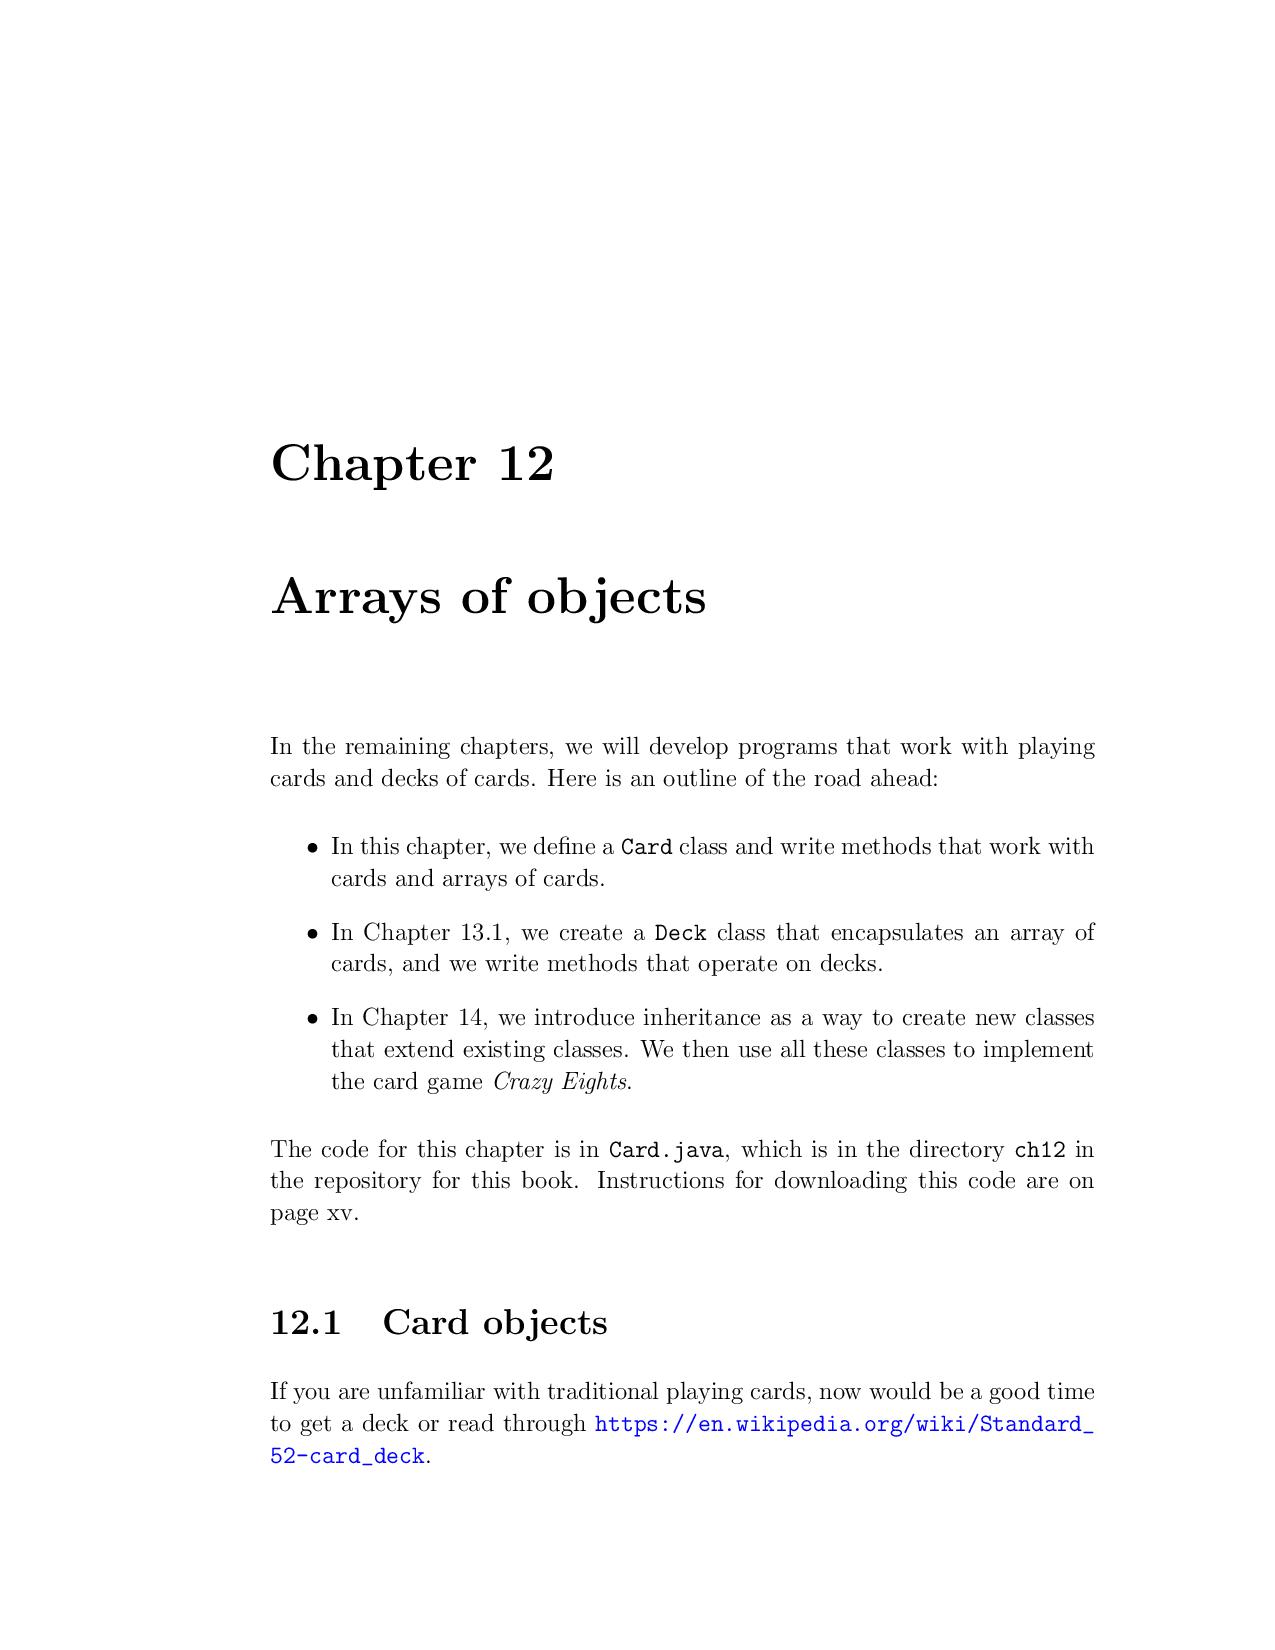 Chapter 12
Arrays of objects
In the remaining chapters, we will develop programs that work with playing
cards and decks of cards. Here is an outline of the road ahead:
• In this chapter, we define a Card class and write methods that work with
cards and arrays of cards.
• In Chapter 13.1, we create a Deck class that encapsulates an array of
cards, and we write methods that operate on decks.
• In Chapter 14, we introduce inheritance as a way to create new classes
that extend existing classes. We then use all these classes to implement
the card game Crazy Eights.
The code for this chapter is in Card.java, which is in the directory ch12 in
the repository for this book. Instructions for downloading this code are on
page xv.
12.1 Card objects
If you are unfamiliar with traditional playing cards, now would be a good time
to get a deck or read through https://en.wikipedia.org/wiki/Standard_
52-card_deck.